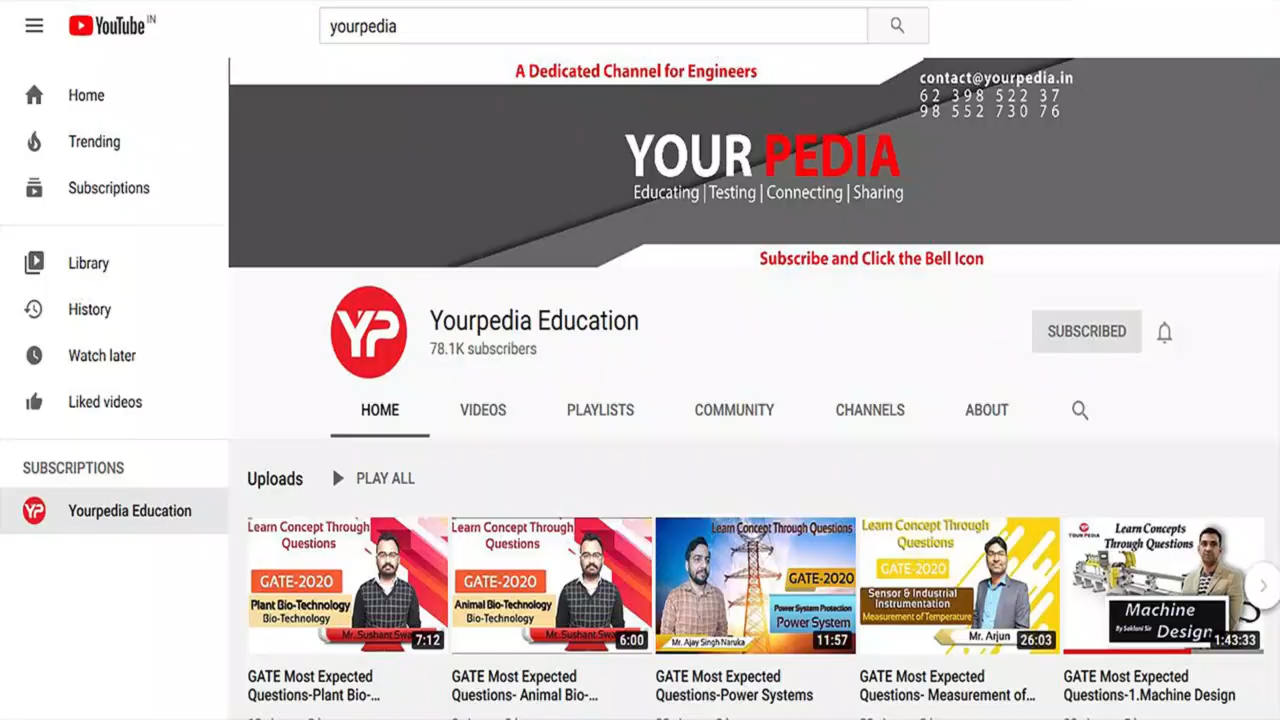 YouTube IN
yourpedia
Home
Trending
Subscriptions
Library
History
Watch later
Liked videos
SUBSCRIPTIONS
YP Yourpedia Education
A Dedicated Channel for Engineers
contact@yourpedia.in
62 398 522 37
98 552 730 76
YOUR PEDIA
Educating | Testing | Connecting | Sharing
Subscribe and Click the Bell Icon
YP
Yourpedia Education
78.1K subscribers
SUBSCRIBED
HOME VIDEOS PLAYLISTS COMMUNITY CHANNELS ABOUT
Uploads PLAY ALL
Learn Concept Through
Questions
GATE-2020
Plant Bio-Technology
Bio-Technology
Mr. Sushant
7:12
GATE Most Expected
Questions-Plant Bio-...
Learn Concept Through
Questions
GATE-2020
Animal Bio-Technology
Bio-Technology
Mr. Sushant
6:00
GATE Most Expected
Questions- Animal Bio-...
Learn Concept Through Questions
GATE-2020
Power System Protection
Power System
Mr. Ajay Singh Naruka
11:57
GATE Most Expected
Questions-Power Systems
Learn Concept Through
Questions
GATE-2020
Sensor & Industrial
Instrumentation
Measurement of Temperature
Mr. Arjun
26:03
GATE Most Expected
Questions- Measurement of...
YOUR PEDIA
Learn Concepts
Through Questions
Machine
Design
1:43:33
GATE Most Expected
Questions-1.Machine Design